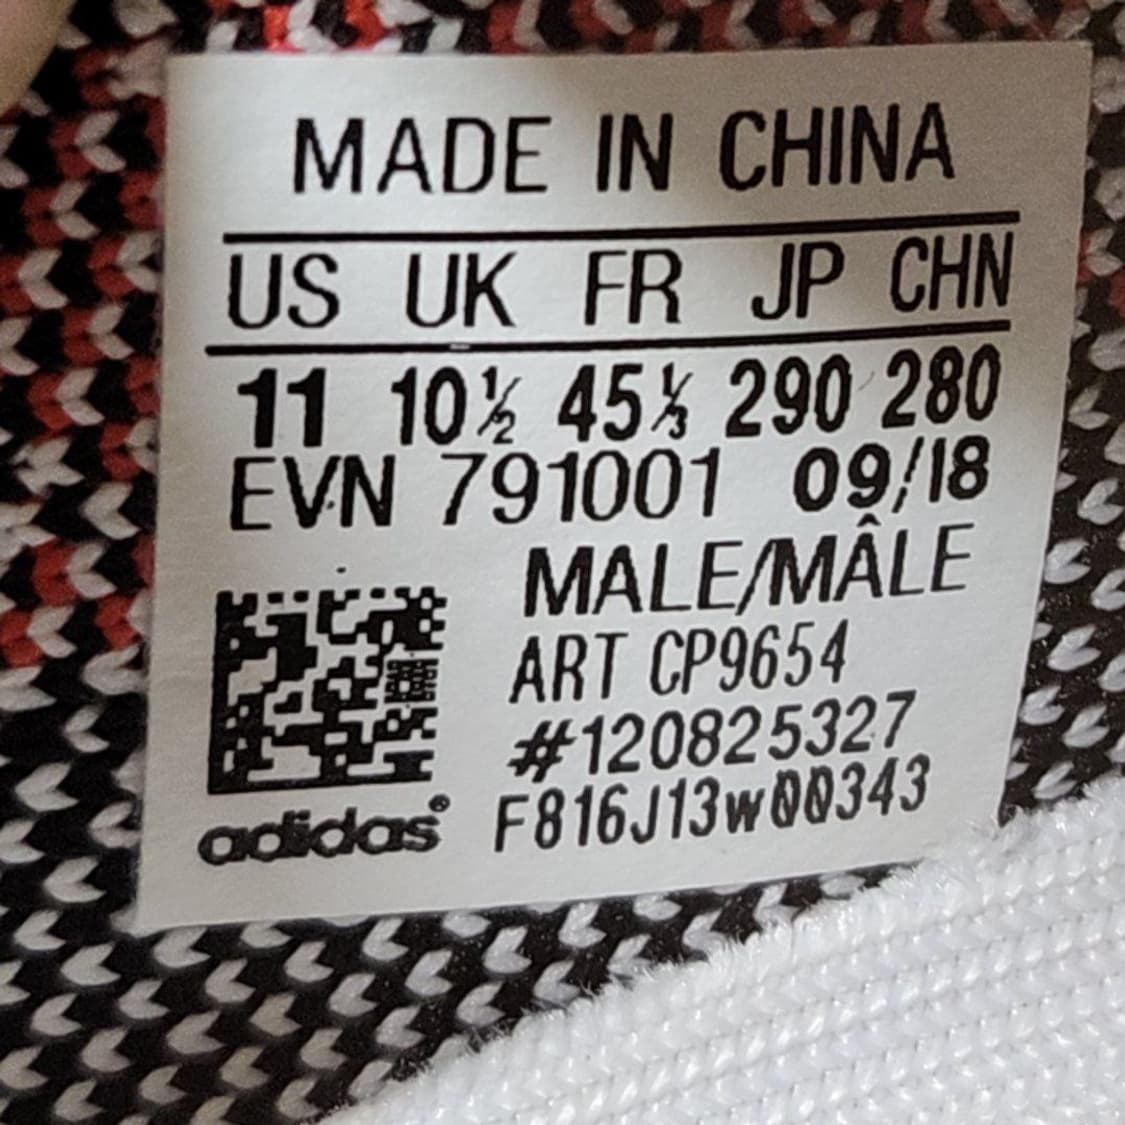 MADE IN CHINA
US UK FR JP CHN
11 10½ 45⅓ 290 280
EVN 791001 09/18
MALE/MÂLE
ART CP9654
#120825327
F816J13w00343
adidas®